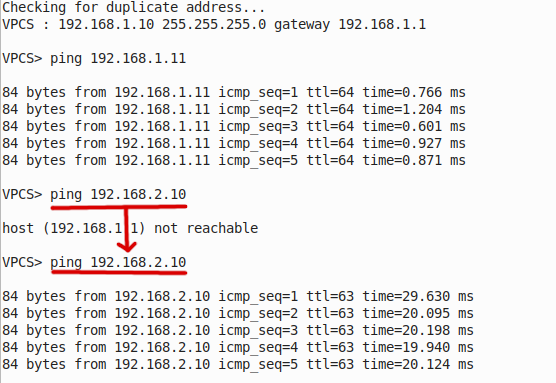 Checking for duplicate address...
VPCS : 192.168.1.10 255.255.255.0 gateway 192.168.1.1
VPCS> ping 192.168.1.11
84 bytes from 192.168.1.11 icmp_seq=1 ttl=64 time=0.766 ms
84 bytes from 192.168.1.11 icmp_seq=2 ttl=64 time=1.204 ms
84 bytes from 192.168.1.11 icmp_seq=3 ttl=64 time=0.601 ms
84 bytes from 192.168.1.11 icmp_seq=4 ttl=64 time=0.927 ms
84 bytes from 192.168.1.11 icmp_seq=5 ttl=64 time=0.871 ms
VPCS> ping 192.168.2.10
host (192.168.1.1) not reachable
VPCS> ping 192.168.2.10
84 bytes from 192.168.2.10 icmp_seq=1 ttl=63 time=29.630 ms
84 bytes from 192.168.2.10 icmp_seq=2 ttl=63 time=20.095 ms
84 bytes from 192.168.2.10 icmp_seq=3 ttl=63 time=20.198 ms
84 bytes from 192.168.2.10 icmp_seq=4 ttl=63 time=19.940 ms
84 bytes from 192.168.2.10 icmp_seq=5 ttl=63 time=20.124 ms